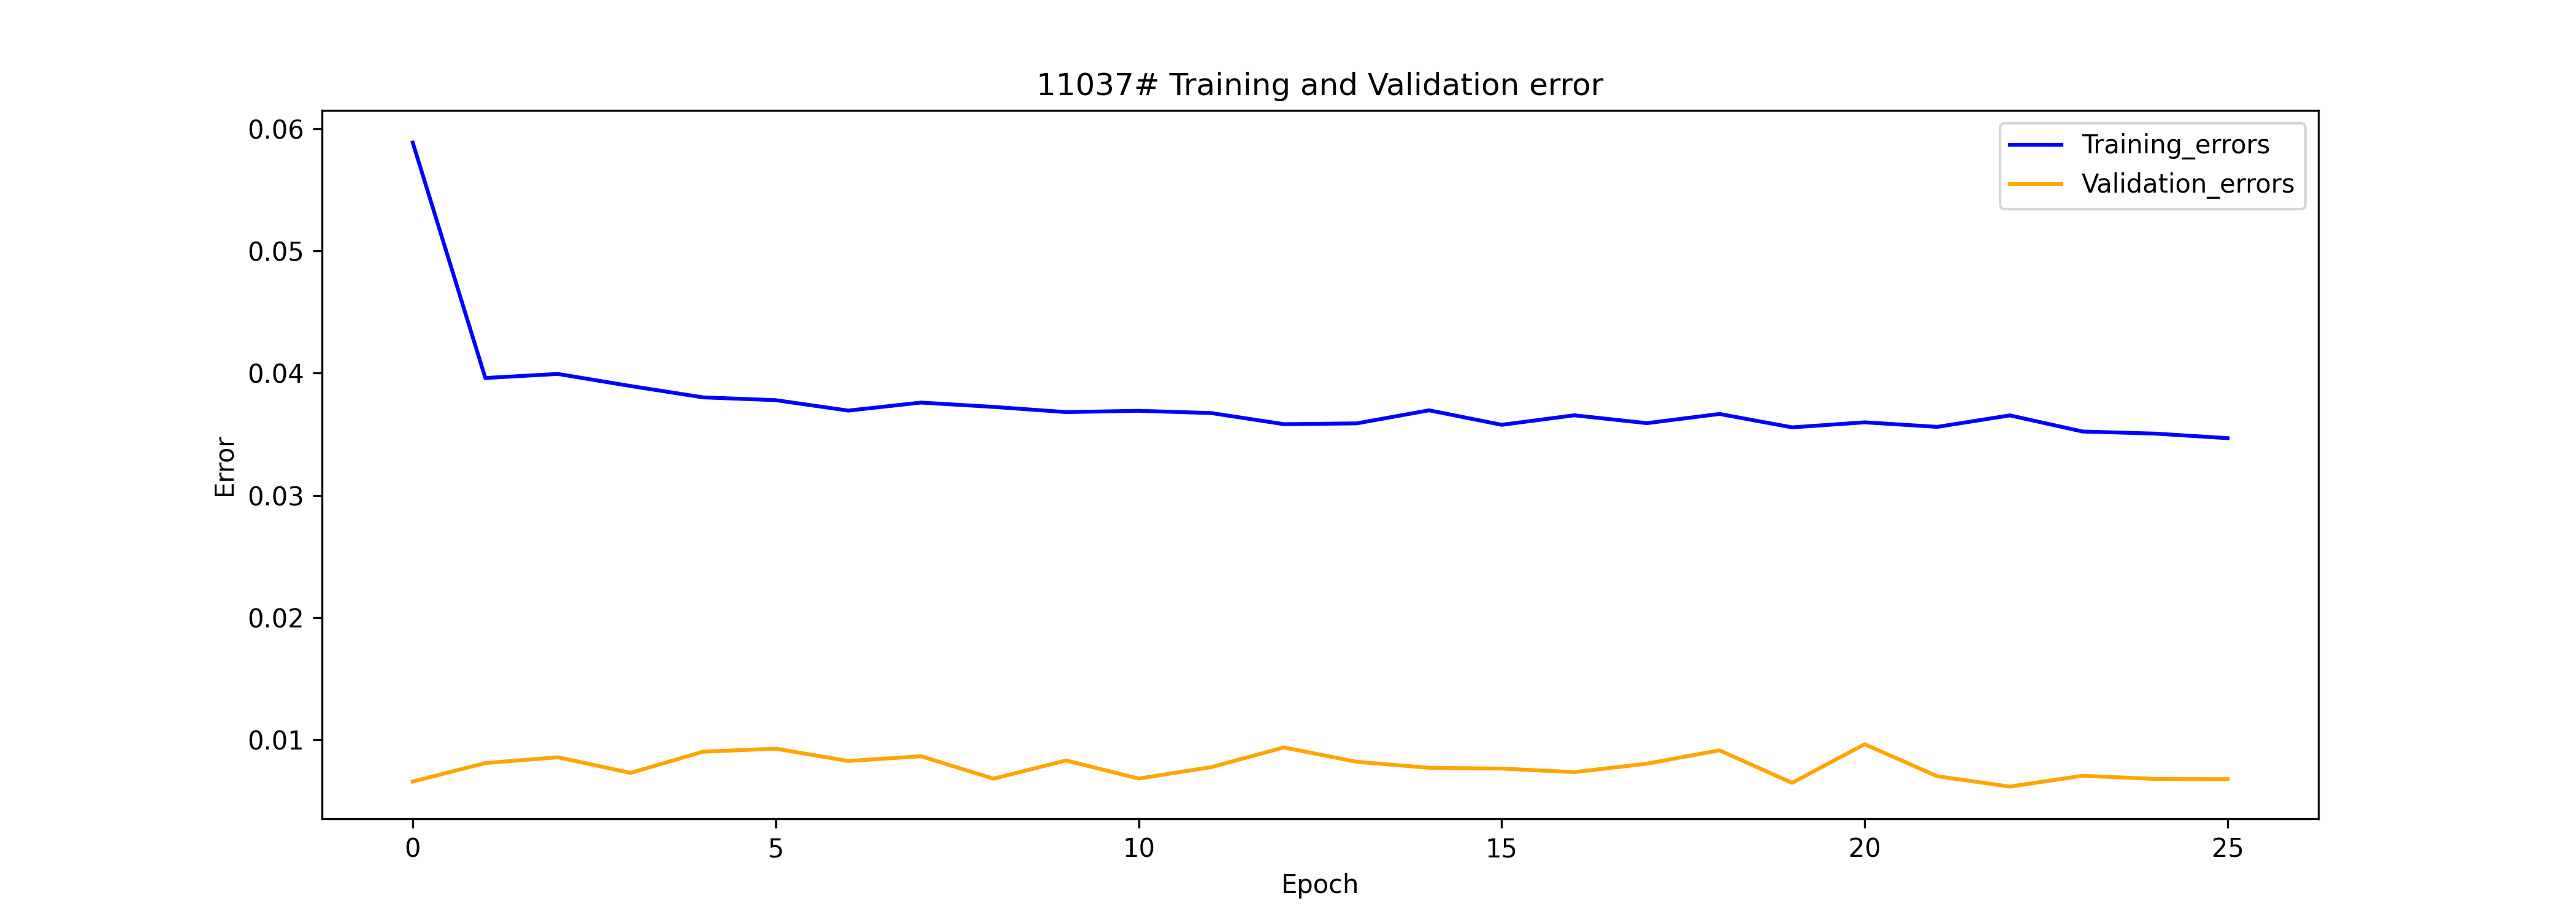 11037# Training and Validation error
Training_errors
Validation_errors
0.06
0.05
0.04
0.03
0.02
0.01
Error
0
5
10
15
20
25
Epoch